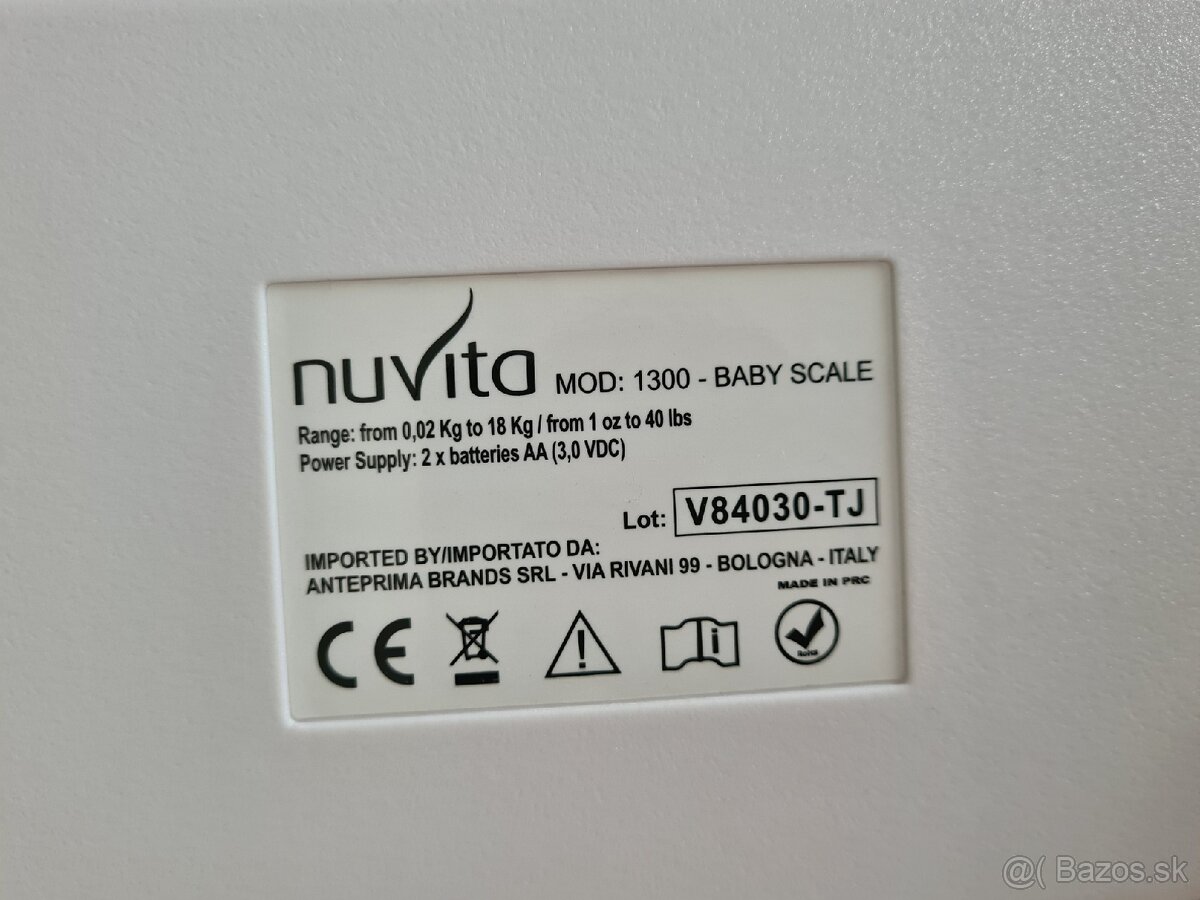 nuvita MOD: 1300 - BABY SCALE
Range: from 0,02 Kg to 18 Kg / from 1 oz to 40 lbs
Power Supply: 2 x batteries AA (3,0 VDC)
Lot: V84030-TJ
IMPORTED BY/IMPORTATO DA:
ANTEPRIMA BRANDS SRL - VIA RIVANI 99 - BOLOGNA - ITALY
MADE IN PRC
CE
i
RoHS
@( Bazos.sk